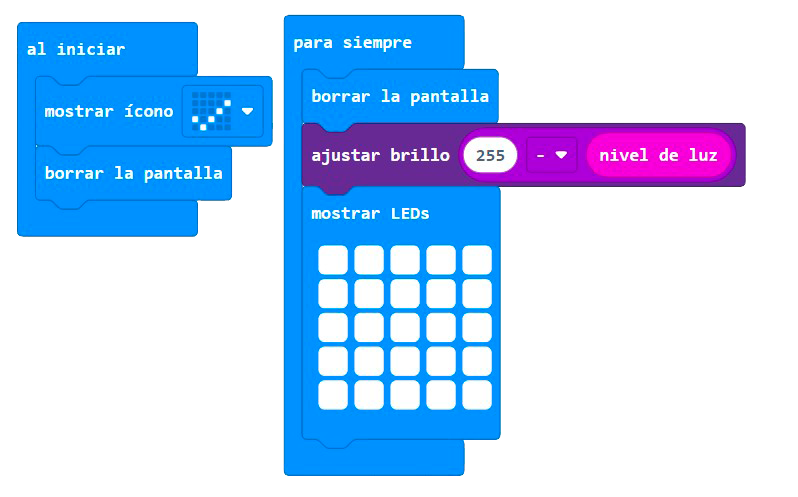 al iniciar
mostrar ícono
borrar la pantalla
para siempre
borrar la pantalla
ajustar brillo 255 - nivel de luz
mostrar LEDs